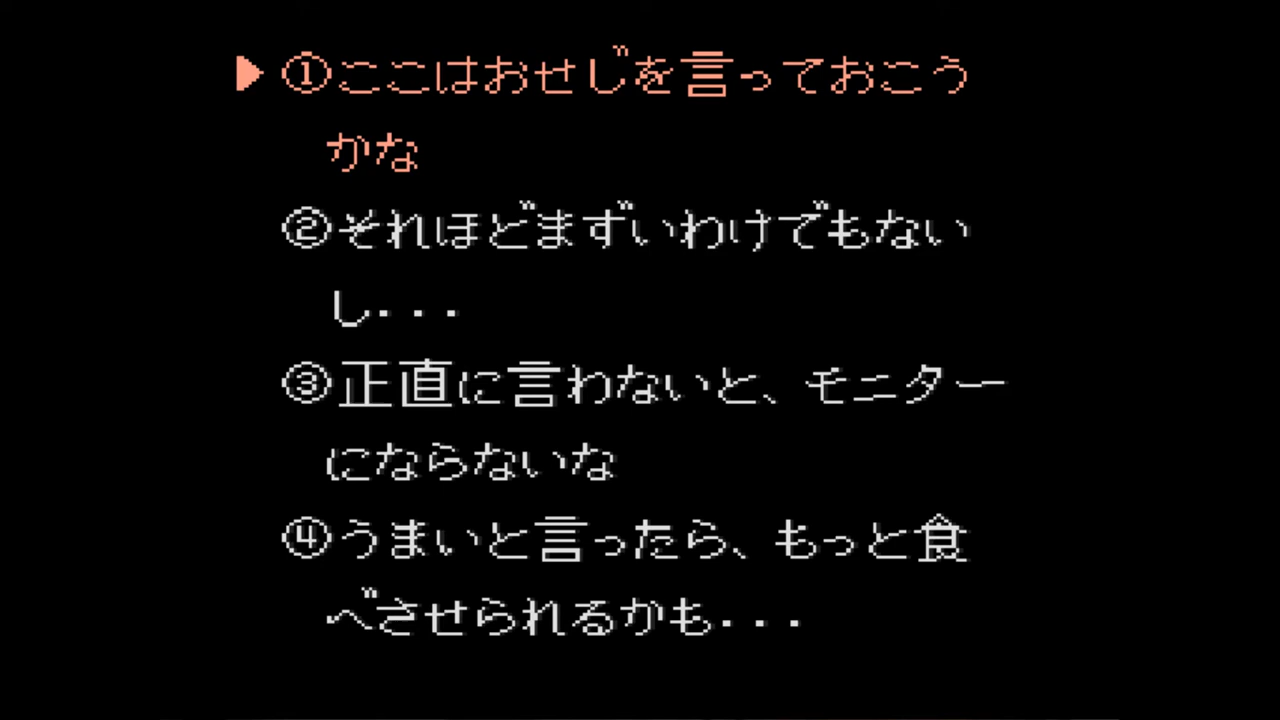 ▶①ここはおせじを言っておこう
かな
②それほどまずいわけでもない
し・・・
③正直に言わないと、モニター
にならないな
④うまいと言ったら、もっと食
べさせられるかも・・・